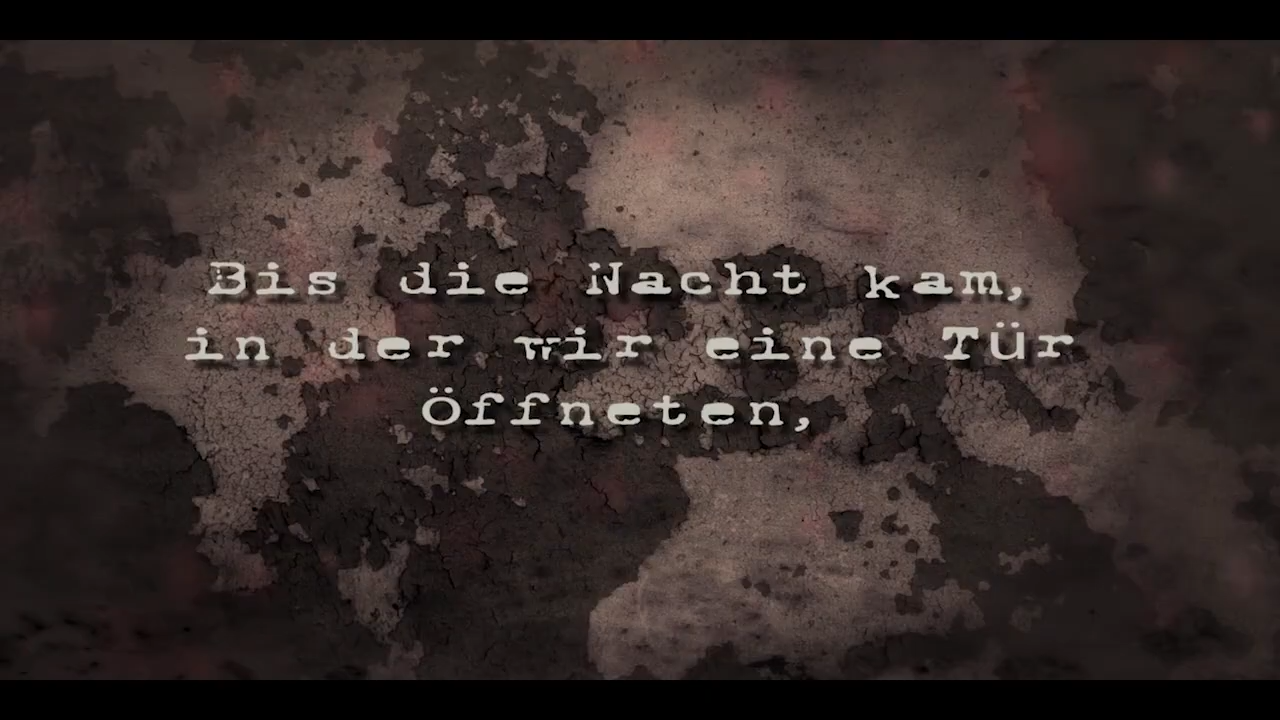 Bis die Nacht kam,
in der wir eine TÜr
Öffneten,